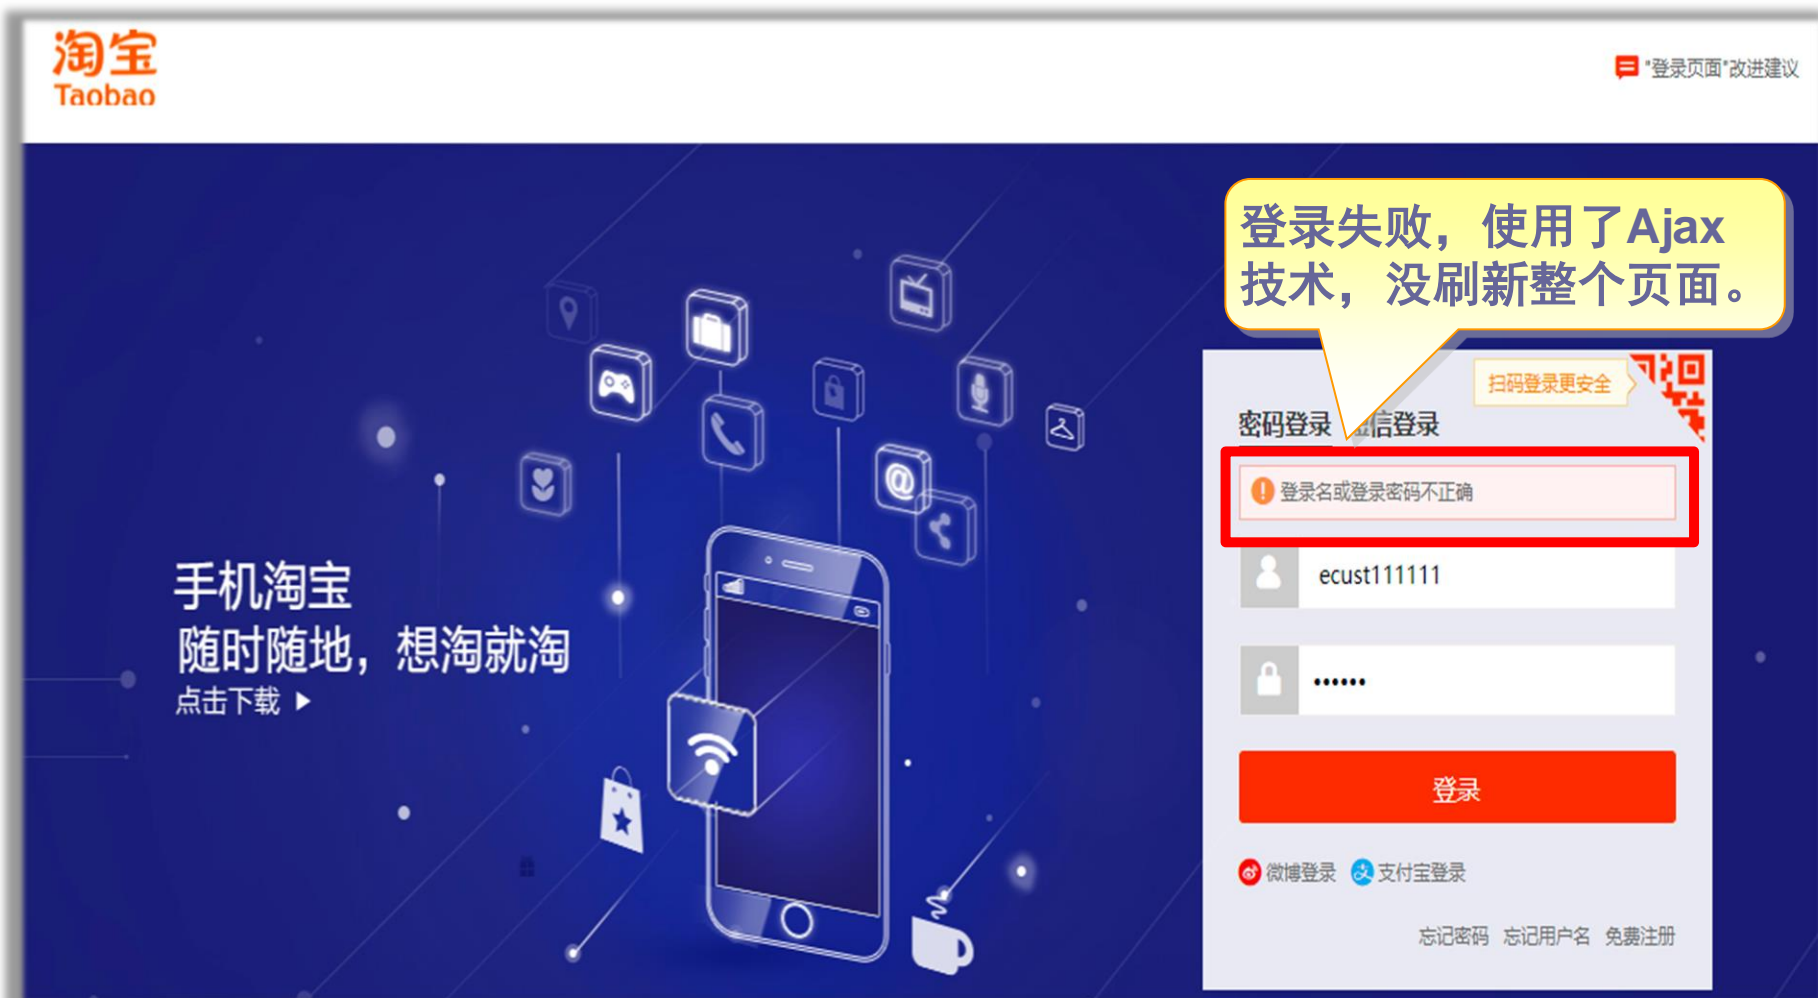 淘宝
Taobao
"登录页面"改进建议
登录失败，使用了Ajax
技术，没刷新整个页面。
扫码登录更安全
密码登录 信登录
登录名或登录密码不正确
ecust111111
••••••
登录
微博登录 支付宝登录
忘记密码 忘记用户名 免费注册
手机淘宝
随时随地，想淘就淘
点击下载